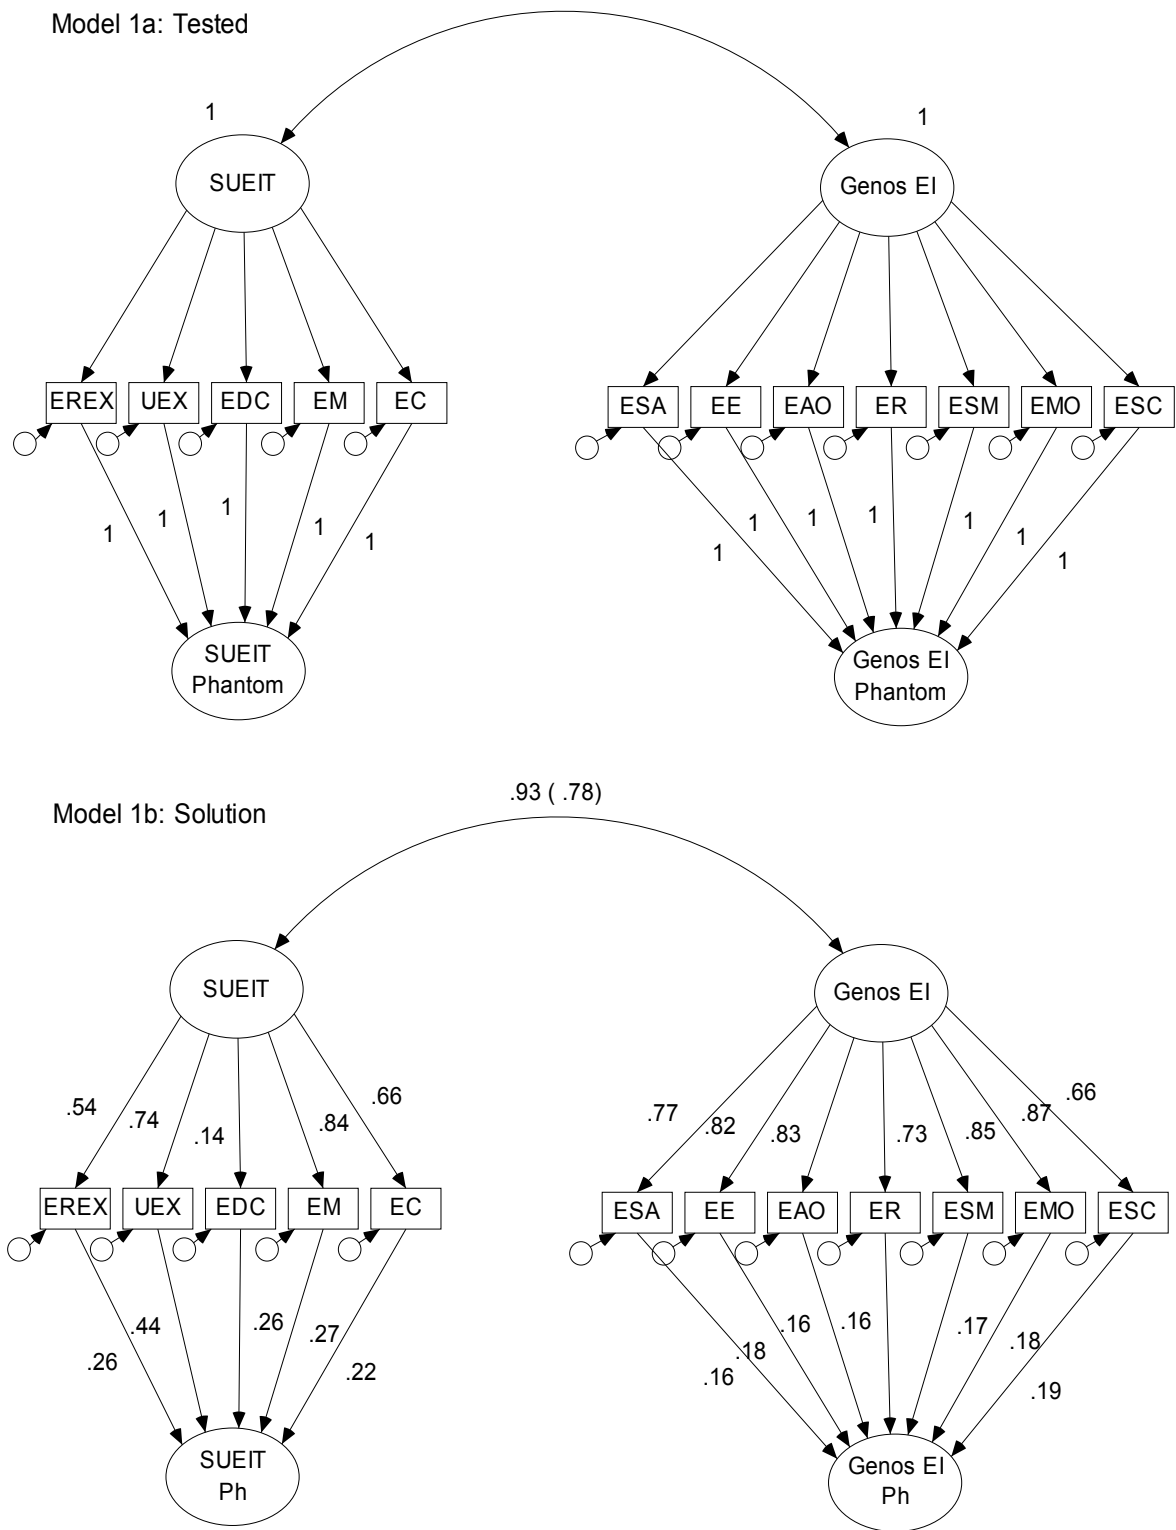 Model 1a: Tested
1
1
SUEIT
Genos EI
EREX UEX EDC EM EC
ESA EE EAO ER ESM EMO ESC
1 1 1 1 1
1 1 1 1 1 1 1
SUEIT
Phantom
Genos EI
Phantom
.93 ( .78)
Model 1b: Solution
SUEIT
Genos EI
.54 .74 .14 .84 .66
.77 .82 .83 .73 .85 .87 .66
EREX UEX EDC EM EC
ESA EE EAO ER ESM EMO ESC
.26 .44 .26 .27 .22
.16 .18 .16 .16 .17 .18 .19
SUEIT
Ph
Genos EI
Ph